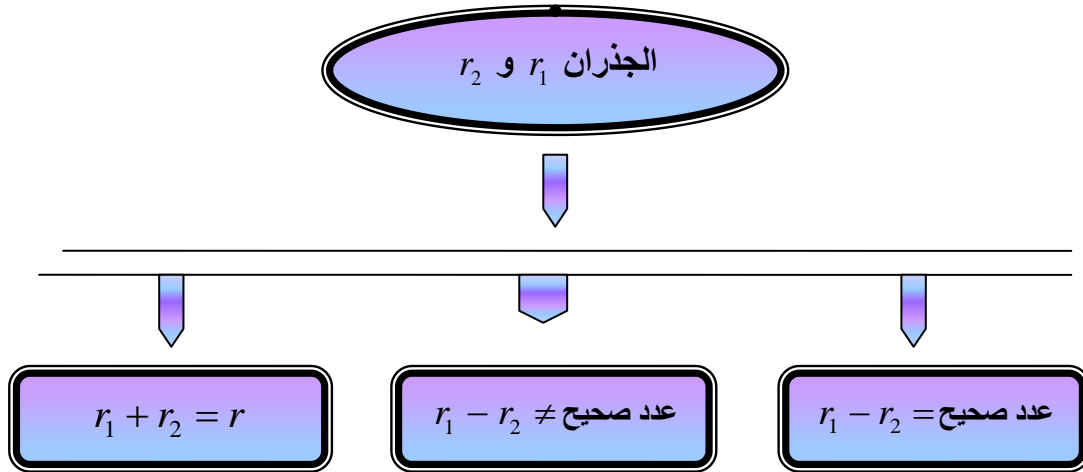 الجذران r₁ و r₂
r₁ − r₂ = عدد صحيح
r₁ − r₂ ≠ عدد صحيح
r₁ + r₂ = r